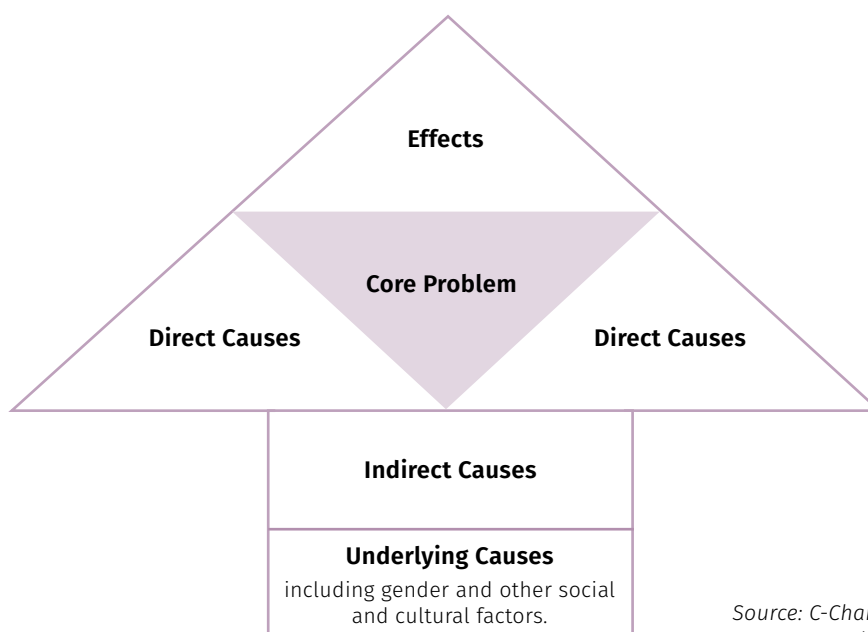 Effects
Core Problem
Direct Causes
Direct Causes
Indirect Causes
Underlying Causes
including gender and other social
and cultural factors.
Source: